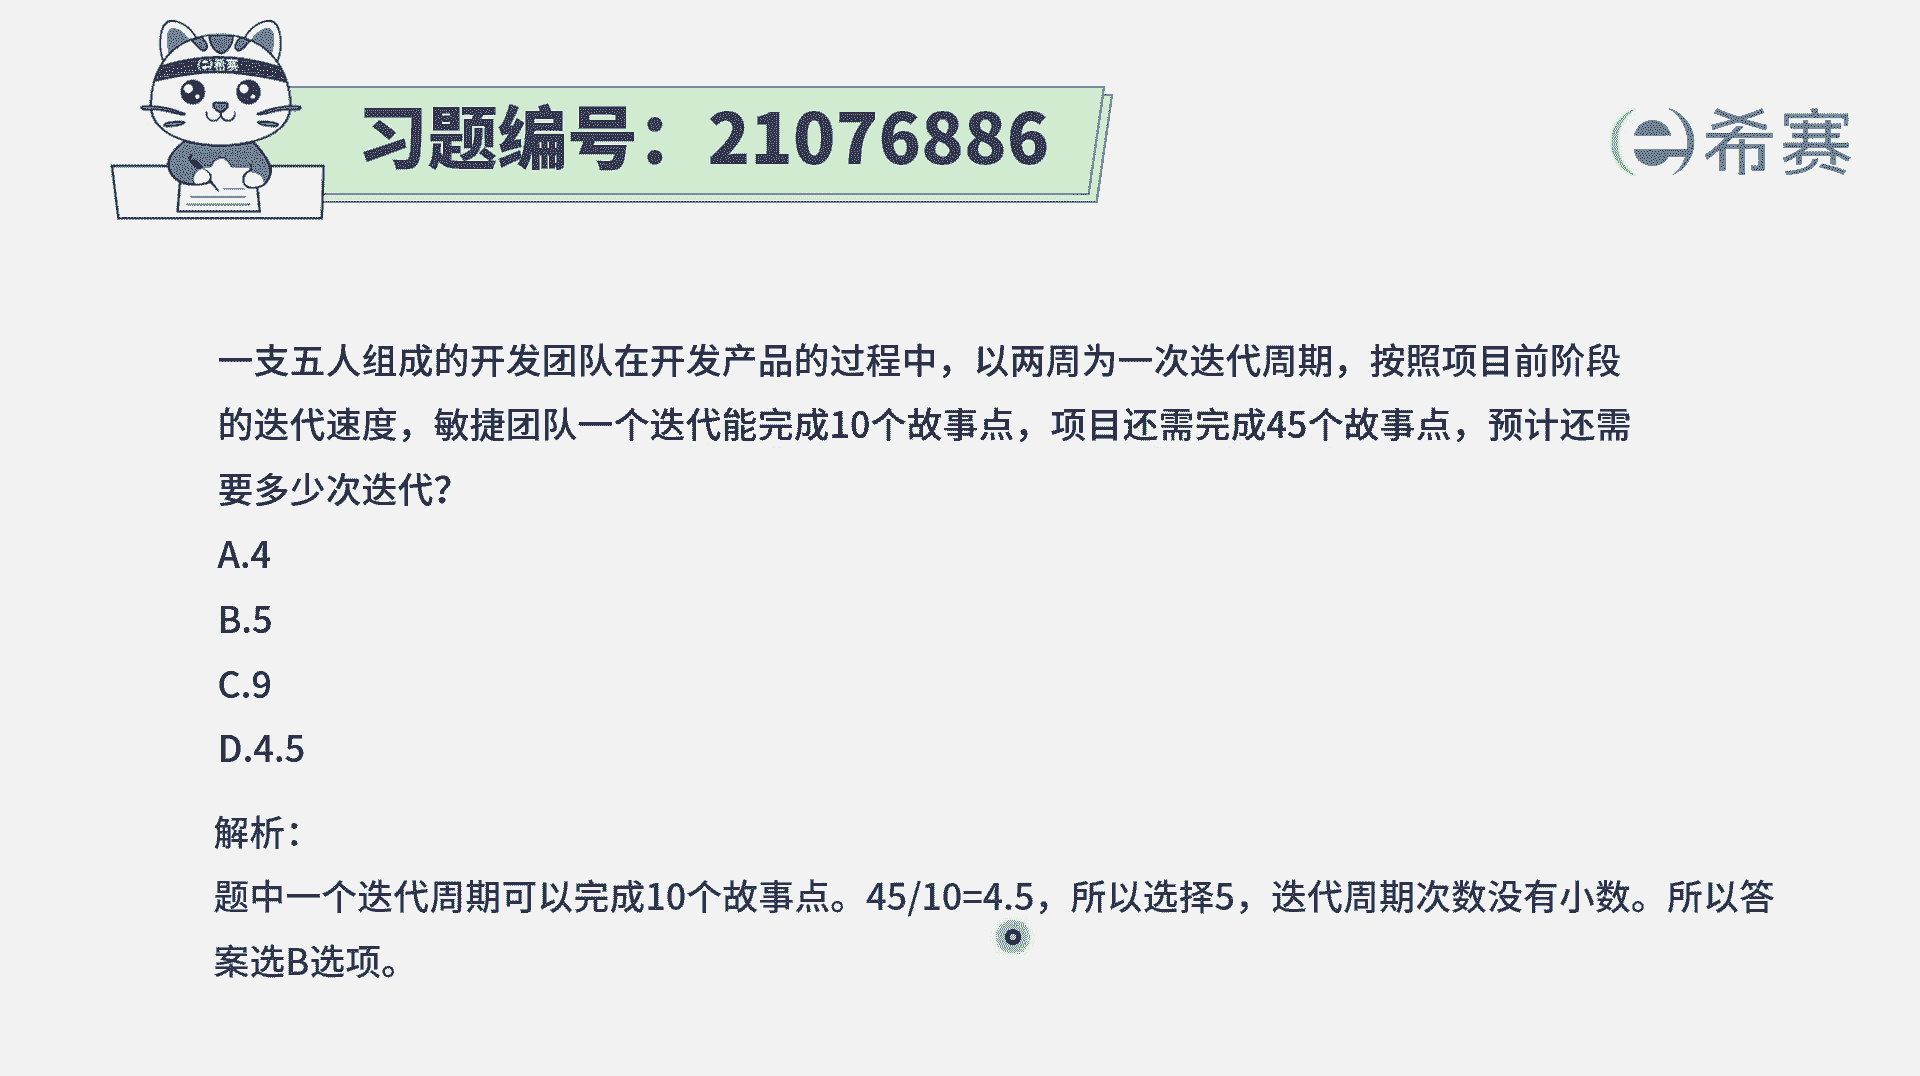 希赛
习题编号：21076886
希赛
一支五人组成的开发团队在开发产品的过程中，以两周为一次迭代周期，按照项目前阶段
的迭代速度，敏捷团队一个迭代能完成10个故事点，项目还需完成45个故事点，预计还需
要多少次迭代？
A.4
B.5
C.9
D.4.5
解析：
题中一个迭代周期可以完成10个故事点。45/10=4.5，所以选择5，迭代周期次数没有小数。所以答
案选B选项。